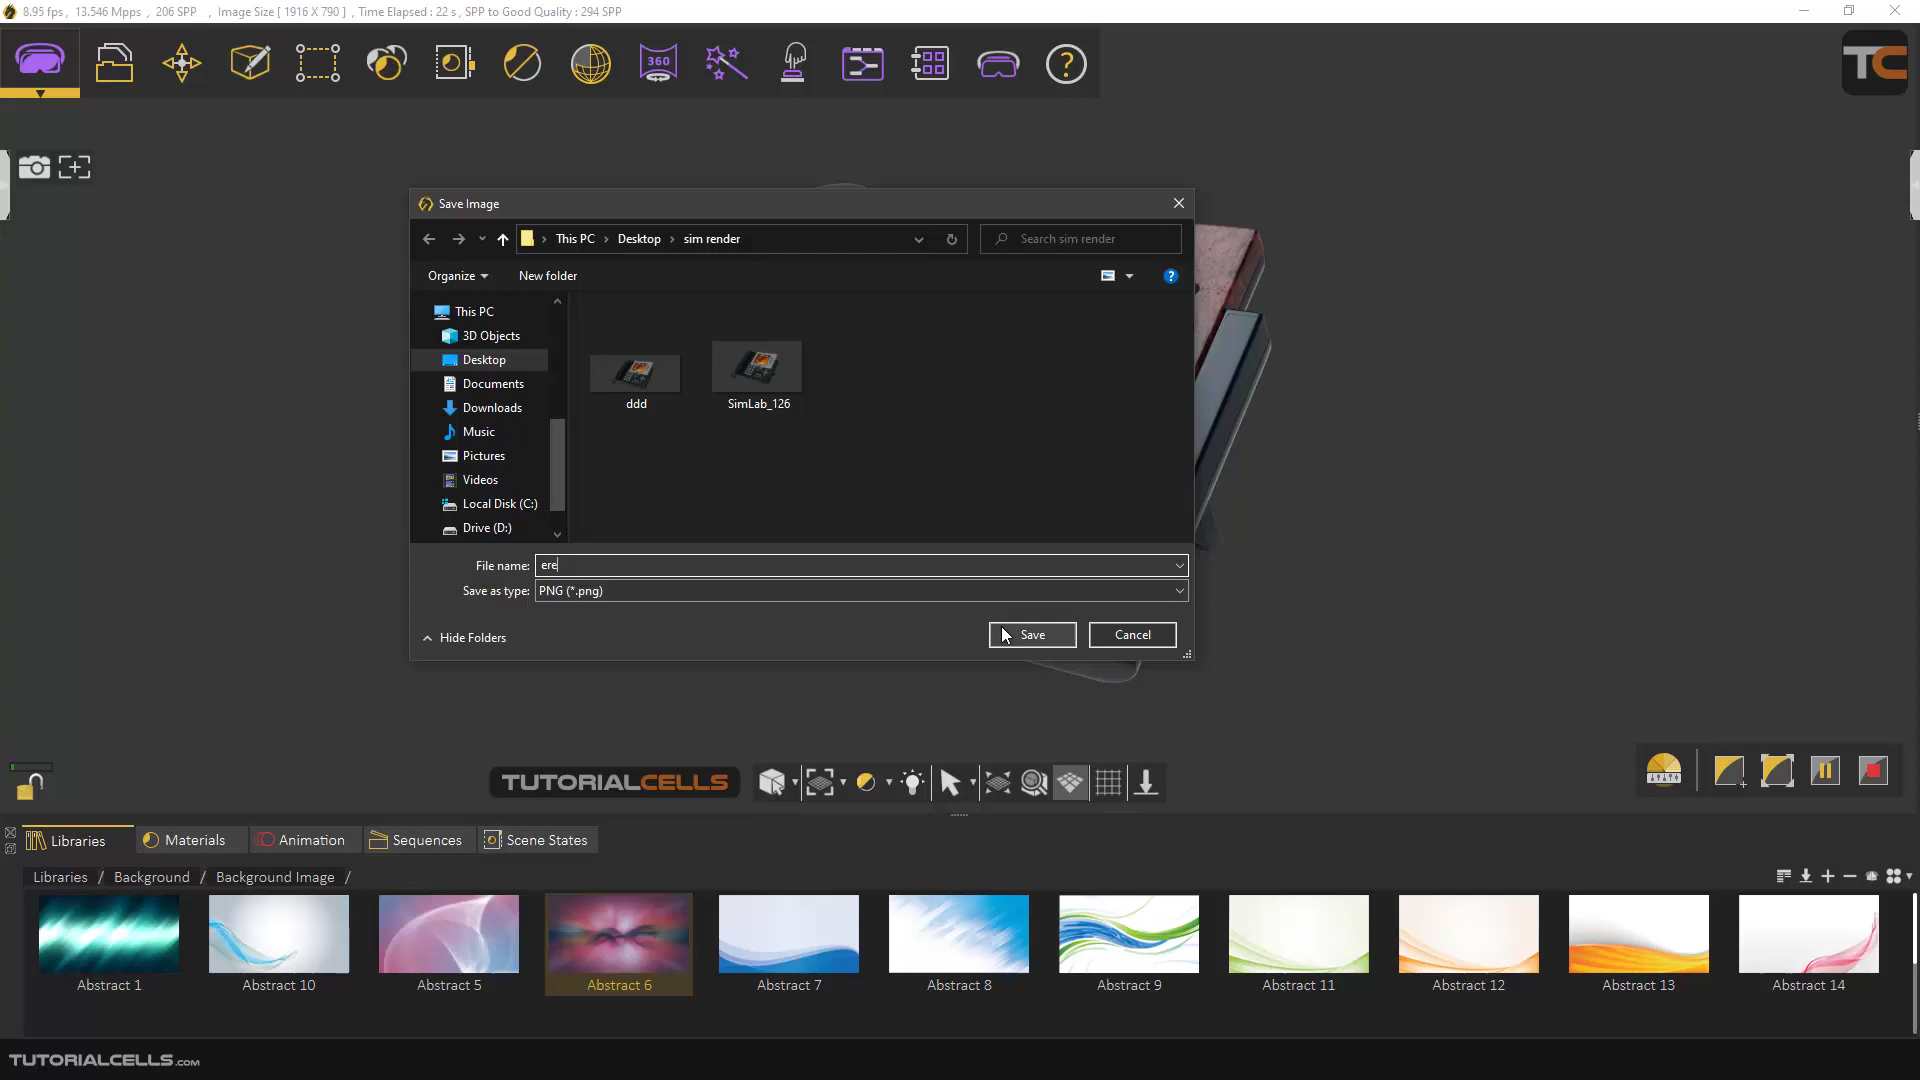 8.95 fps , 13.546 Mpps , 206 SPP , Image Size [ 1916 X 790 ] , Time Elapsed : 22 s , SPP to Good Quality : 294 SPP
360
?
TC
Save Image
This PC > Desktop > sim render
Search sim render
Organize
New folder
?
This PC
3D Objects
Desktop
Documents
Downloads
Music
Pictures
Videos
Local Disk (C:)
Drive (D:)
ddd
SimLab_126
File name: ere
Save as type: PNG (*.png)
Hide Folders
Save
Cancel
TUTORIALCELLS
Libraries
Materials
Animation
Sequences
Scene States
Libraries / Background / Background Image /
Abstract 1
Abstract 10
Abstract 5
Abstract 6
Abstract 7
Abstract 8
Abstract 9
Abstract 11
Abstract 12
Abstract 13
Abstract 14
TUTORIALCELLS.com